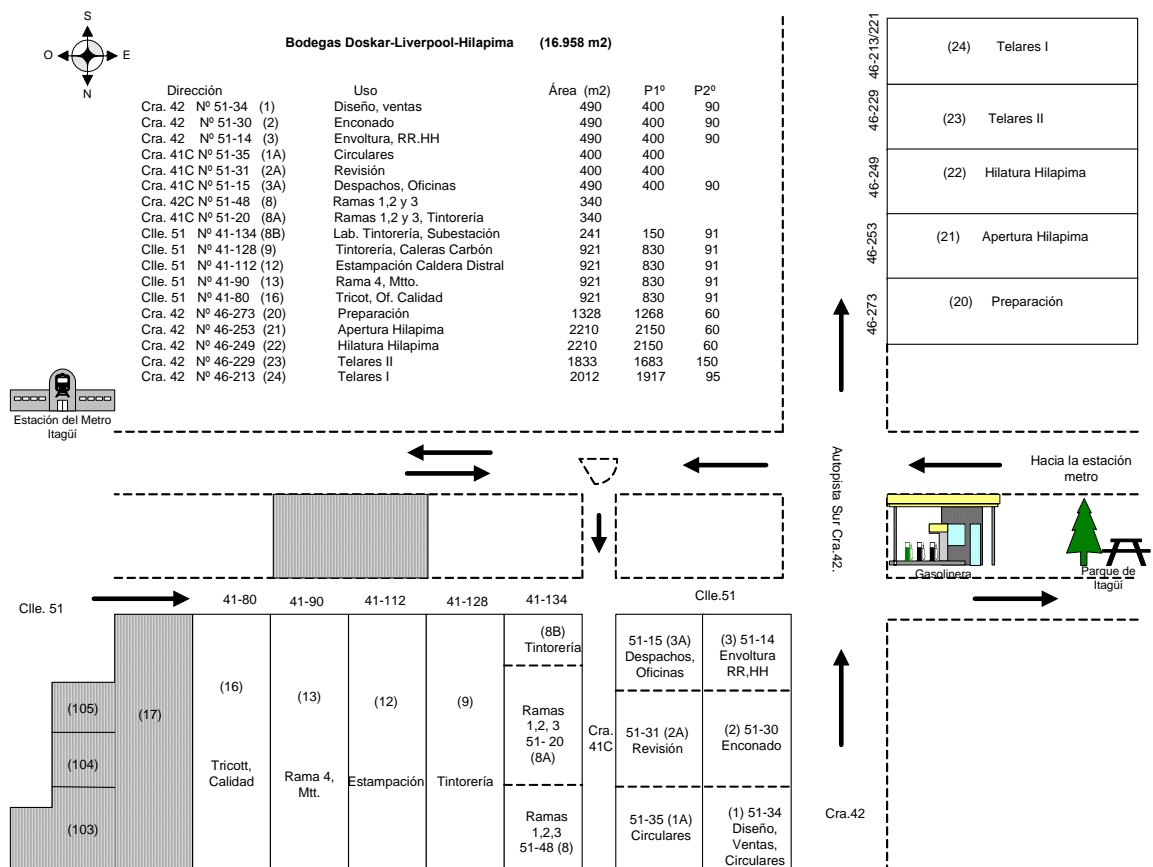 S
O E
N
Bodegas Doskar-Liverpool-Hilapima (16.958 m2)
Dirección Uso Área (m2) P1º P2º
Cra. 42 Nº 51-34 (1) Diseño, ventas 490 400 90
Cra. 42 Nº 51-30 (2) Enconado 490 400 90
Cra. 42 Nº 51-14 (3) Envoltura, RR.HH 490 400 90
Cra. 41C Nº 51-35 (1A) Circulares 400 400
Cra. 41C Nº 51-31 (2A) Revisión 400 400
Cra. 41C Nº 51-15 (3A) Despachos, Oficinas 490 400 90
Cra. 42C Nº 51-48 (8) Ramas 1,2 y 3 340
Cra. 41C Nº 51-20 (8A) Ramas 1,2 y 3, Tintorería 340
Clle. 51 Nº 41-134 (8B) Lab. Tintorería, Subestación 241 150 91
Clle. 51 Nº 41-128 (9) Tintorería, Caleras Carbón 921 830 91
Clle. 51 Nº 41-112 (12) Estampación Caldera Distral 921 830 91
Clle. 51 Nº 41-90 (13) Rama 4, Mtto. 921 830 91
Clle. 51 Nº 41-80 (16) Tricot, Of. Calidad 921 830 91
Cra. 42 Nº 46-273 (20) Preparación 1328 1268 60
Cra. 42 Nº 46-253 (21) Apertura Hilapima 2210 2150 60
Cra. 42 Nº 46-249 (22) Hilatura Hilapima 2210 2150 60
Cra. 42 Nº 46-229 (23) Telares II 1833 1683 150
Cra. 42 Nº 46-213 (24) Telares I 2012 1917 95
46-213/221
(24) Telares I
46-229
(23) Telares II
46-249
(22) Hilatura Hilapima
46-253
(21) Apertura Hilapima
46-273
(20) Preparación
Estación del Metro
Itagüí
Autopista Sur Cra.42.
Hacia la estación
metro
Gasolinera
Parque de
Itagüí
Clle. 51
41-80 41-90 41-112 41-128 41-134 Clle.51
(105)
(104)
(103)
(17)
(16)
Tricott,
Calidad
(13)
Rama 4,
Mtt.
(12)
Estampación
(9)
Tintorería
(8B)
Tintorería
Ramas
1,2, 3
51- 20
(8A)
Ramas
1,2,3
51-48 (8)
Cra.
41C
51-15 (3A)
Despachos,
Oficinas
51-31 (2A)
Revisión
51-35 (1A)
Circulares
(3) 51-14
Envoltura
RR,HH
(2) 51-30
Enconado
(1) 51-34
Diseño,
Ventas,
Circulares
Cra.42